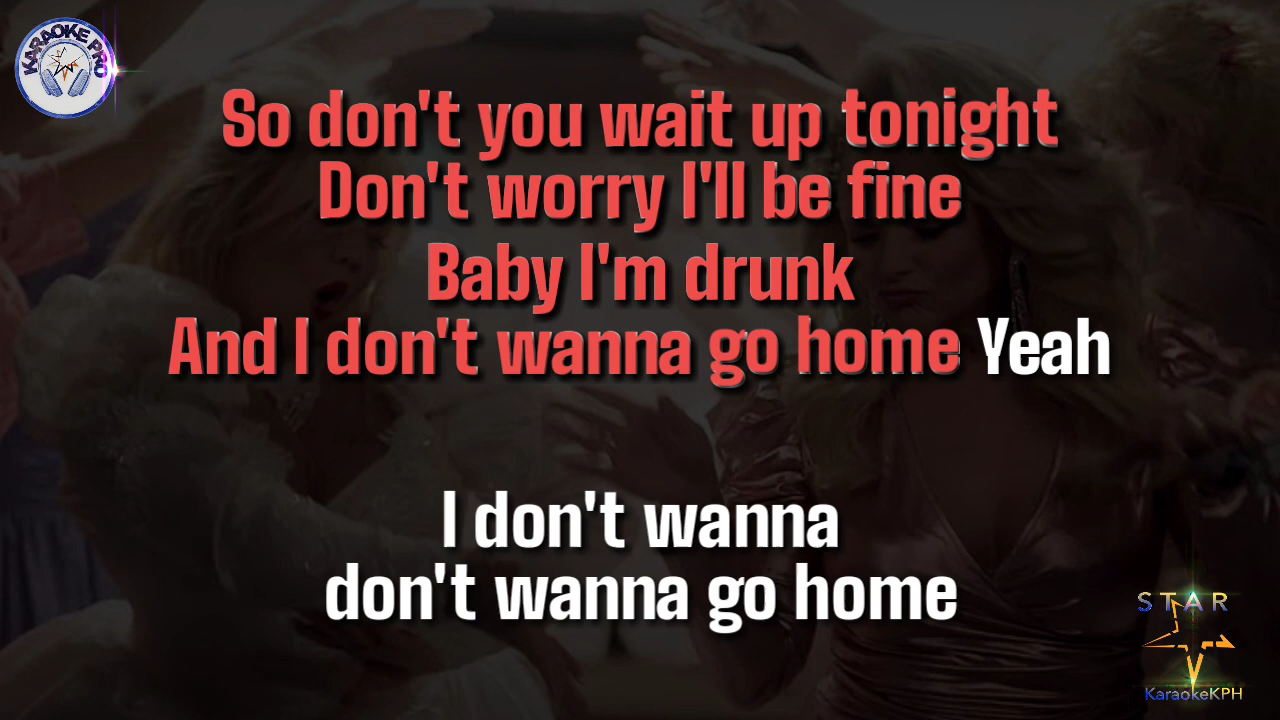 KARAOKE PRO
So don't you wait up tonight
Don't worry I'll be fine
Baby I'm drunk
And I don't wanna go home Yeah
I don't wanna
don't wanna go home
STAR
KaraokeKPH